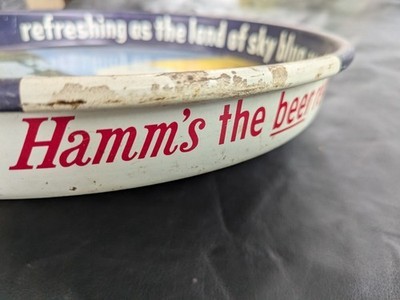 refreshing as the land of sky blue
Hamm's the beer